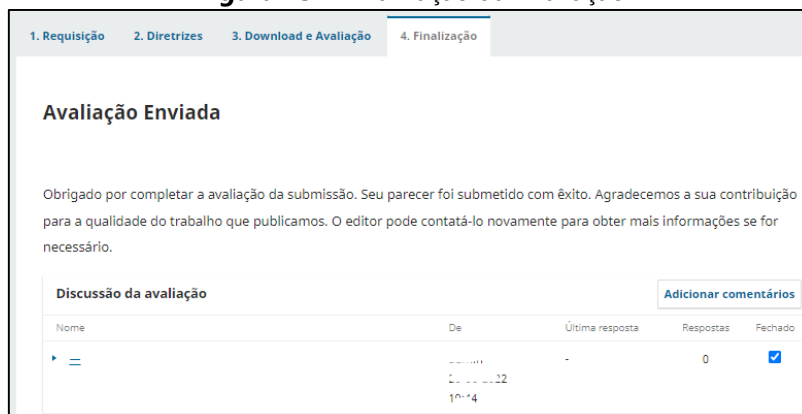 1. Requisição 2. Diretrizes 3. Download e Avaliação 4. Finalização
Avaliação Enviada
Obrigado por completar a avaliação da submissão. Seu parecer foi submetido com êxito. Agradecemos a sua contribuição
para a qualidade do trabalho que publicamos. O editor pode contatá-lo novamente para obter mais informações se for
necessário.
Discussão da avaliação Adicionar comentários
Nome De Última resposta Respostas Fechado
- 0